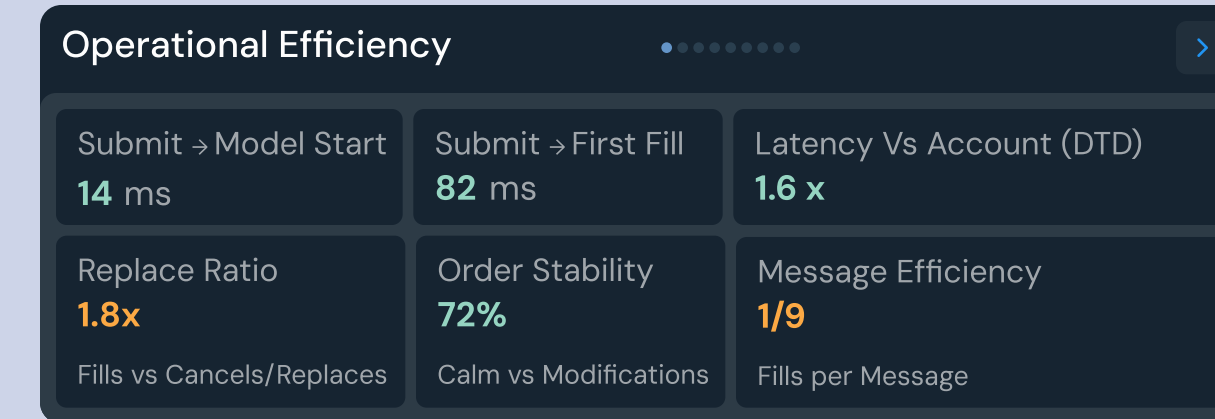 Operational Efficiency
Submit → Model Start
14 ms
Submit → First Fill
82 ms
Latency Vs Account (DTD)
1.6 x
Replace Ratio
1.8x
Fills vs Cancels/Replaces
Order Stability
72%
Calm vs Modifications
Message Efficiency
1/9
Fills per Message